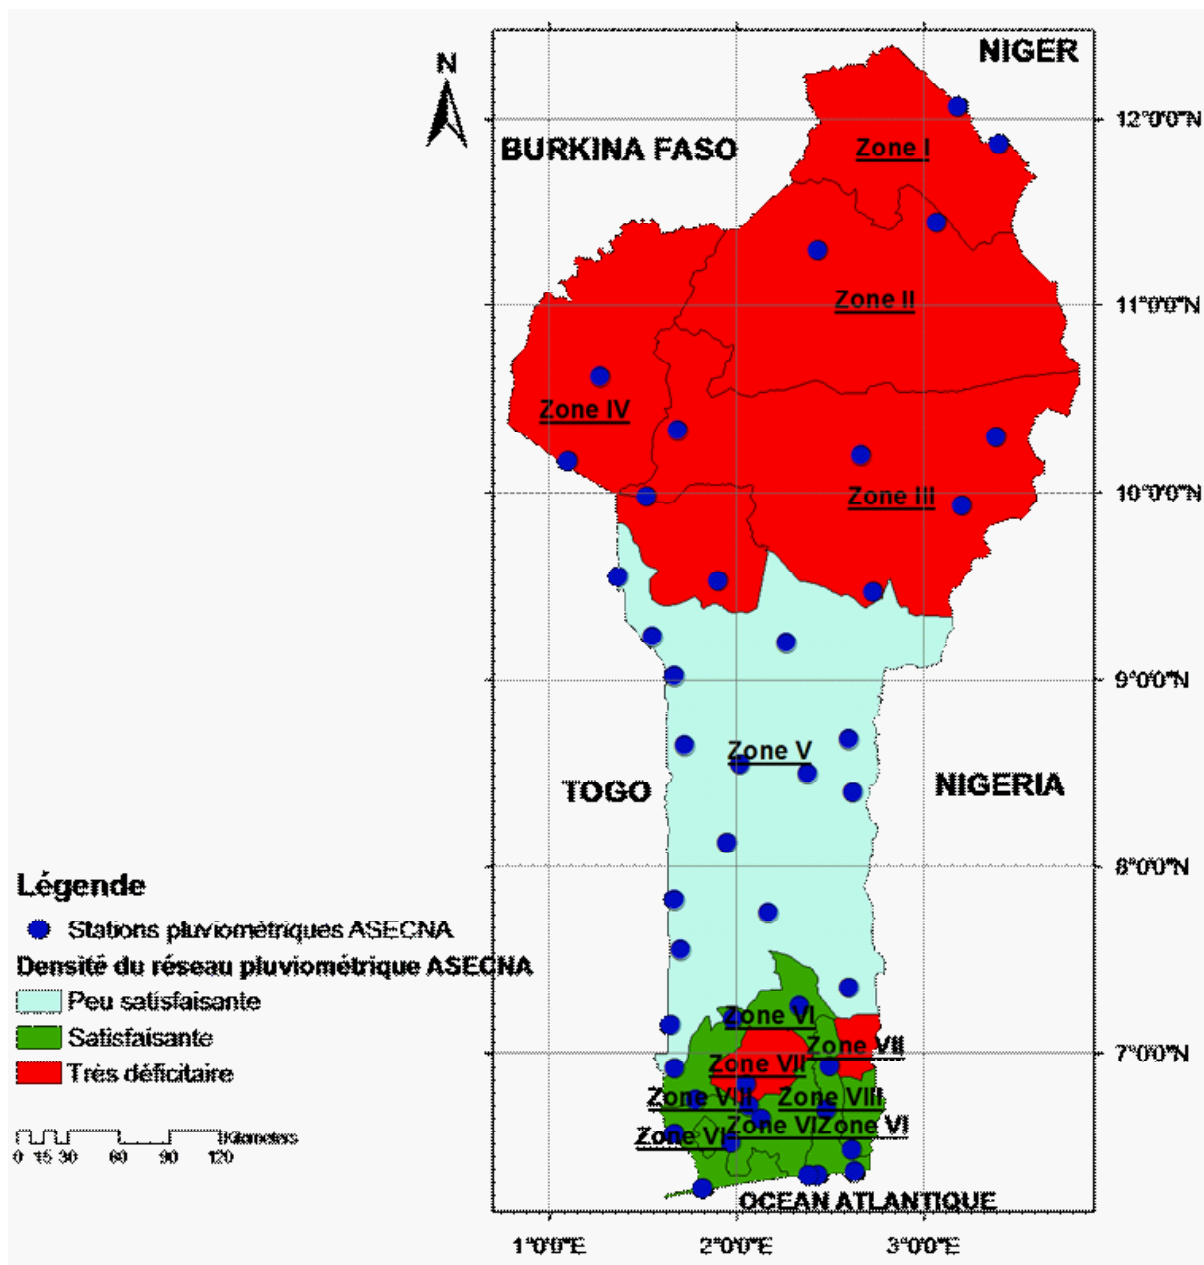 NIGER
N
12°0'0"N
BURKINA FASO
Zone I
Zone II
11°0'0"N
Zone IV
Zone III
10°0'0"N
9°0'0"N
Zone V
TOGO
NIGERIA
8°0'0"N
Légende
Stations pluviométriques ASECNA
Densité du réseau pluviométrique ASECNA
Peu satisfaisante
Satisfaisante
Très déficitaire
Zone VI
Zone VII
7°0'0"N
Zone VII
Zone VIII
Zone VIII
Zone VI
Zone VI
Zone VI
Kilometers
0 15 30 60 90 120
OCEAN ATLANTIQUE
1°0'0"E 2°0'0"E 3°0'0"E